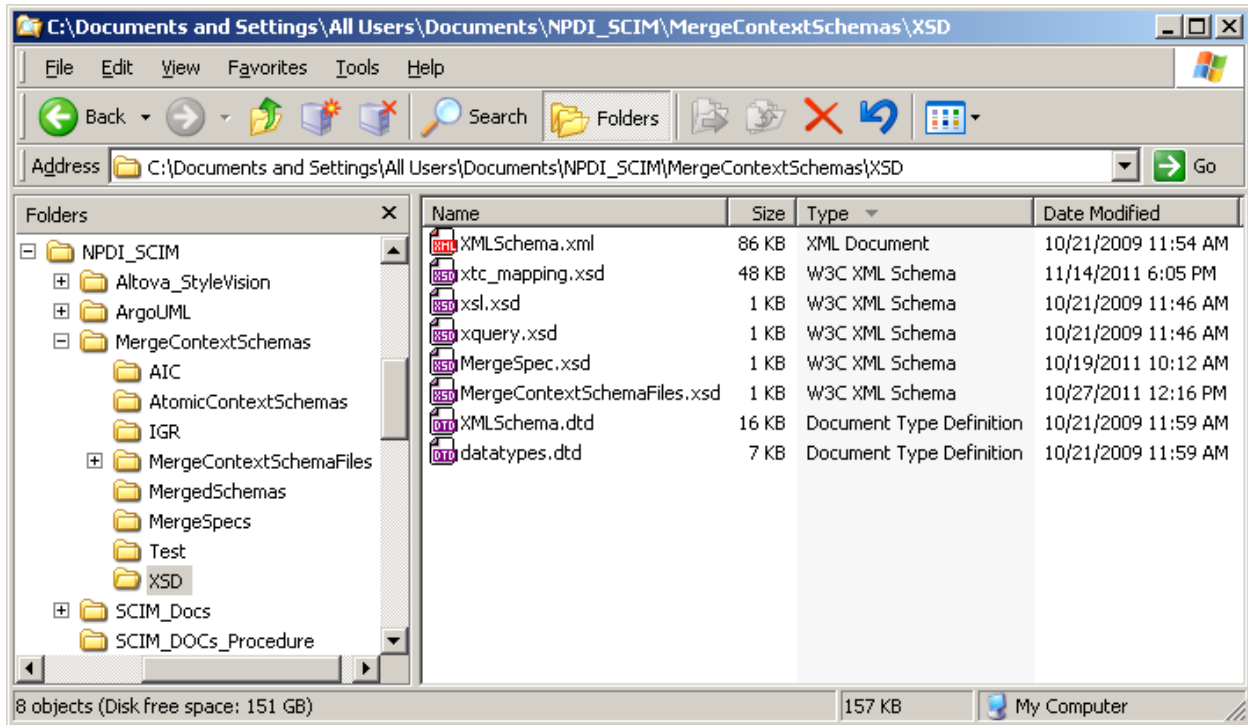 C:\Documents and Settings\All Users\Documents\NPDI_SCIM\MergeContextSchemas\XSD
File Edit View Favorites Tools Help
Back Search Folders
Address C:\Documents and Settings\All Users\Documents\NPDI_SCIM\MergeContextSchemas\XSD Go
Folders
NPDI_SCIM
Altova_StyleVision
ArgoUML
MergeContextSchemas
AIC
AtomicContextSchemas
IGR
MergeContextSchemaFiles
MergedSchemas
MergeSpecs
Test
XSD
SCIM_Docs
SCIM_DOCs_Procedure
Name Size Type Date Modified
XML XMLSchema.xml 86 KB XML Document 10/21/2009 11:54 AM
XSD xtc_mapping.xsd 48 KB W3C XML Schema 11/14/2011 6:05 PM
XSD xsl.xsd 1 KB W3C XML Schema 10/21/2009 11:46 AM
XSD xquery.xsd 1 KB W3C XML Schema 10/21/2009 11:46 AM
XSD MergeSpec.xsd 1 KB W3C XML Schema 10/19/2011 10:12 AM
XSD MergeContextSchemaFiles.xsd 1 KB W3C XML Schema 10/27/2011 12:16 PM
DTD XMLSchema.dtd 16 KB Document Type Definition 10/21/2009 11:59 AM
DTD datatypes.dtd 7 KB Document Type Definition 10/21/2009 11:59 AM
8 objects (Disk free space: 151 GB) 157 KB My Computer